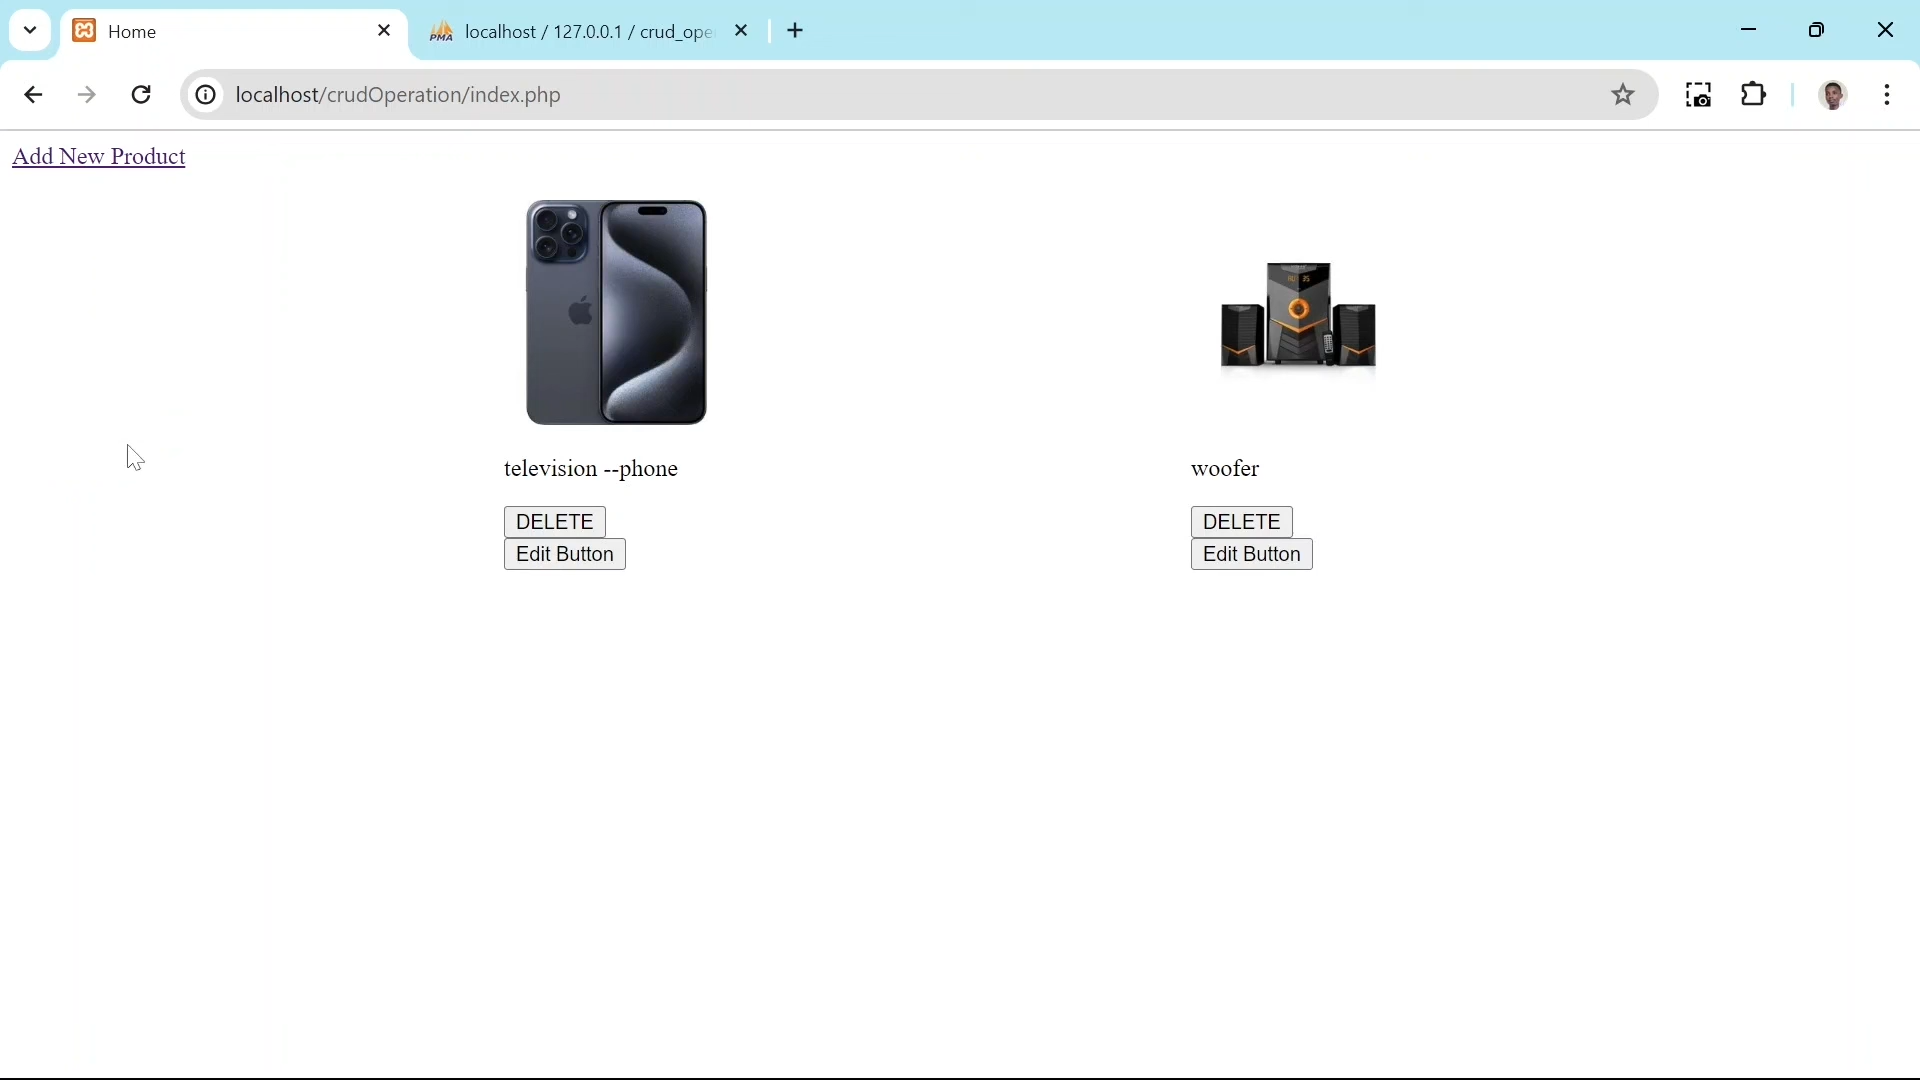 Home
localhost / 127.0.0.1 / crud_ope
localhost/crudOperation/index.php
Add New Product
television --phone
woofer
DELETE
DELETE
Edit Button
Edit Button